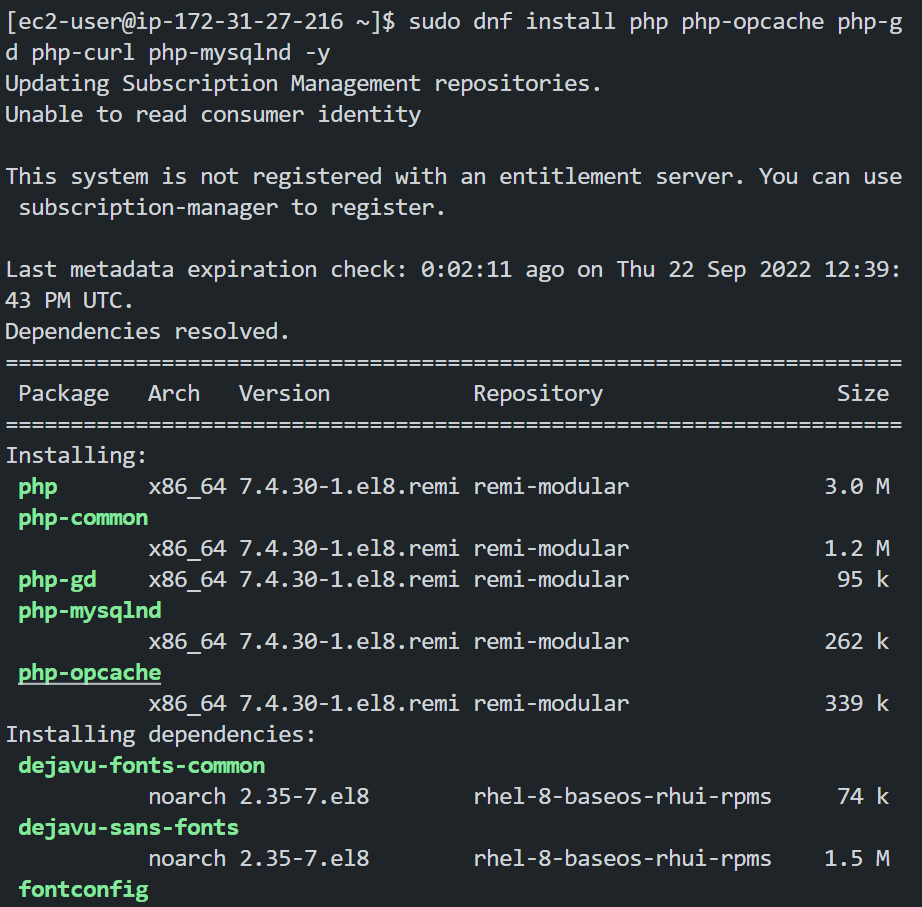 [ec2-user@ip-172-31-27-216 ~]$ sudo dnf install php php-opcache php-g
d php-curl php-mysqlnd -y
Updating Subscription Management repositories.
Unable to read consumer identity
This system is not registered with an entitlement server. You can use
 subscription-manager to register.
Last metadata expiration check: 0:02:11 ago on Thu 22 Sep 2022 12:39:
43 PM UTC.
Dependencies resolved.
=====================================================================
 Package   Arch   Version           Repository                  Size
=====================================================================
Installing:
 php       x86_64 7.4.30-1.el8.remi remi-modular               3.0 M
 php-common
           x86_64 7.4.30-1.el8.remi remi-modular               1.2 M
 php-gd    x86_64 7.4.30-1.el8.remi remi-modular                95 k
 php-mysqlnd
           x86_64 7.4.30-1.el8.remi remi-modular               262 k
 php-opcache
           x86_64 7.4.30-1.el8.remi remi-modular               339 k
Installing dependencies:
 dejavu-fonts-common
           noarch 2.35-7.el8        rhel-8-baseos-rhui-rpms     74 k
 dejavu-sans-fonts
           noarch 2.35-7.el8        rhel-8-baseos-rhui-rpms    1.5 M
 fontconfig